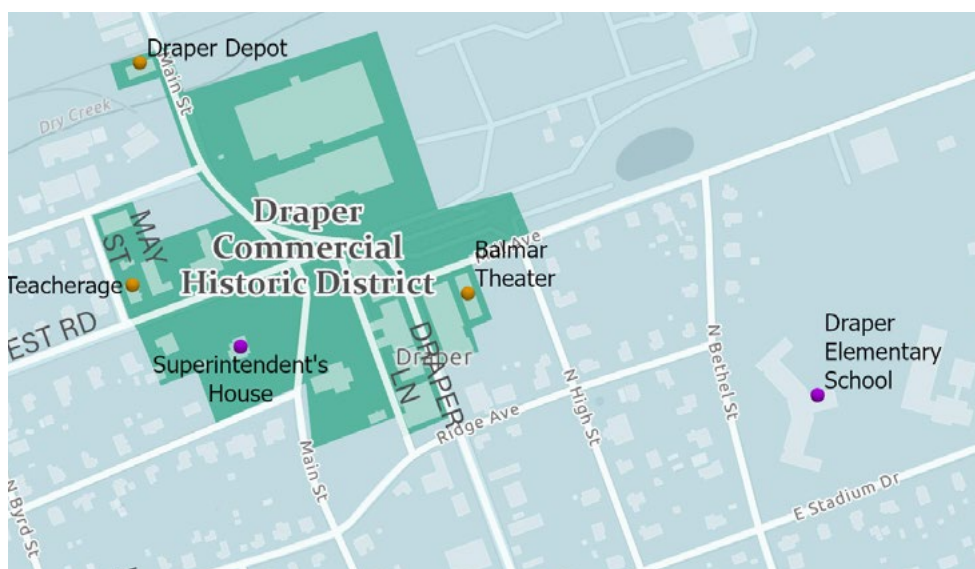 Draper Depot
Main St
Dry Creek
Draper
Commercial
Historic District
MAY
ST
Ave
Balmar
Theater
Teacherage
EST RD
Superintendent's
House
Draper
DRAPER
LN
Draper
Elementary
School
N Bethel St
N High St
Ridge Ave
Main St
E Stadium Dr
N Byrd St